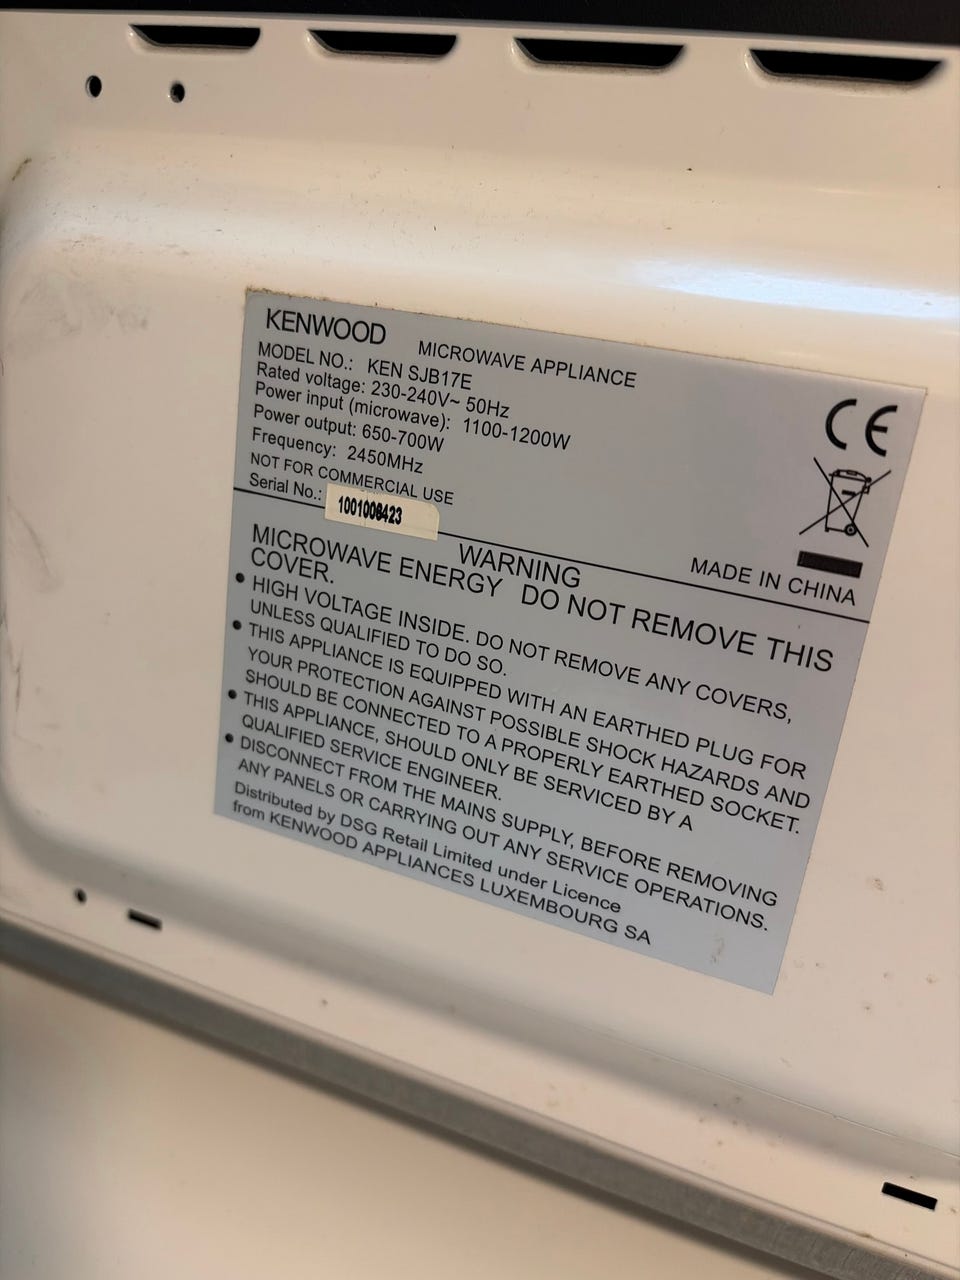 KENWOOD MICROWAVE APPLIANCE
MODEL NO.: KEN SJB17E
Rated voltage: 230-240V~ 50Hz
Power input (microwave): 1100-1200W
Power output: 650-700W
Frequency: 2450MHz
NOT FOR COMMERCIAL USE
Serial No.: 1001006423
CE
MADE IN CHINA
WARNING
MICROWAVE ENERGY DO NOT REMOVE THIS
COVER.
• HIGH VOLTAGE INSIDE. DO NOT REMOVE ANY COVERS,
UNLESS QUALIFIED TO DO SO.
• THIS APPLIANCE IS EQUIPPED WITH AN EARTHED PLUG FOR
YOUR PROTECTION AGAINST POSSIBLE SHOCK HAZARDS AND
SHOULD BE CONNECTED TO A PROPERLY EARTHED SOCKET.
• THIS APPLIANCE, SHOULD ONLY BE SERVICED BY A
QUALIFIED SERVICE ENGINEER.
• DISCONNECT FROM THE MAINS SUPPLY, BEFORE REMOVING
ANY PANELS OR CARRYING OUT ANY SERVICE OPERATIONS.
Distributed by DSG Retail Limited under Licence
from KENWOOD APPLIANCES LUXEMBOURG SA